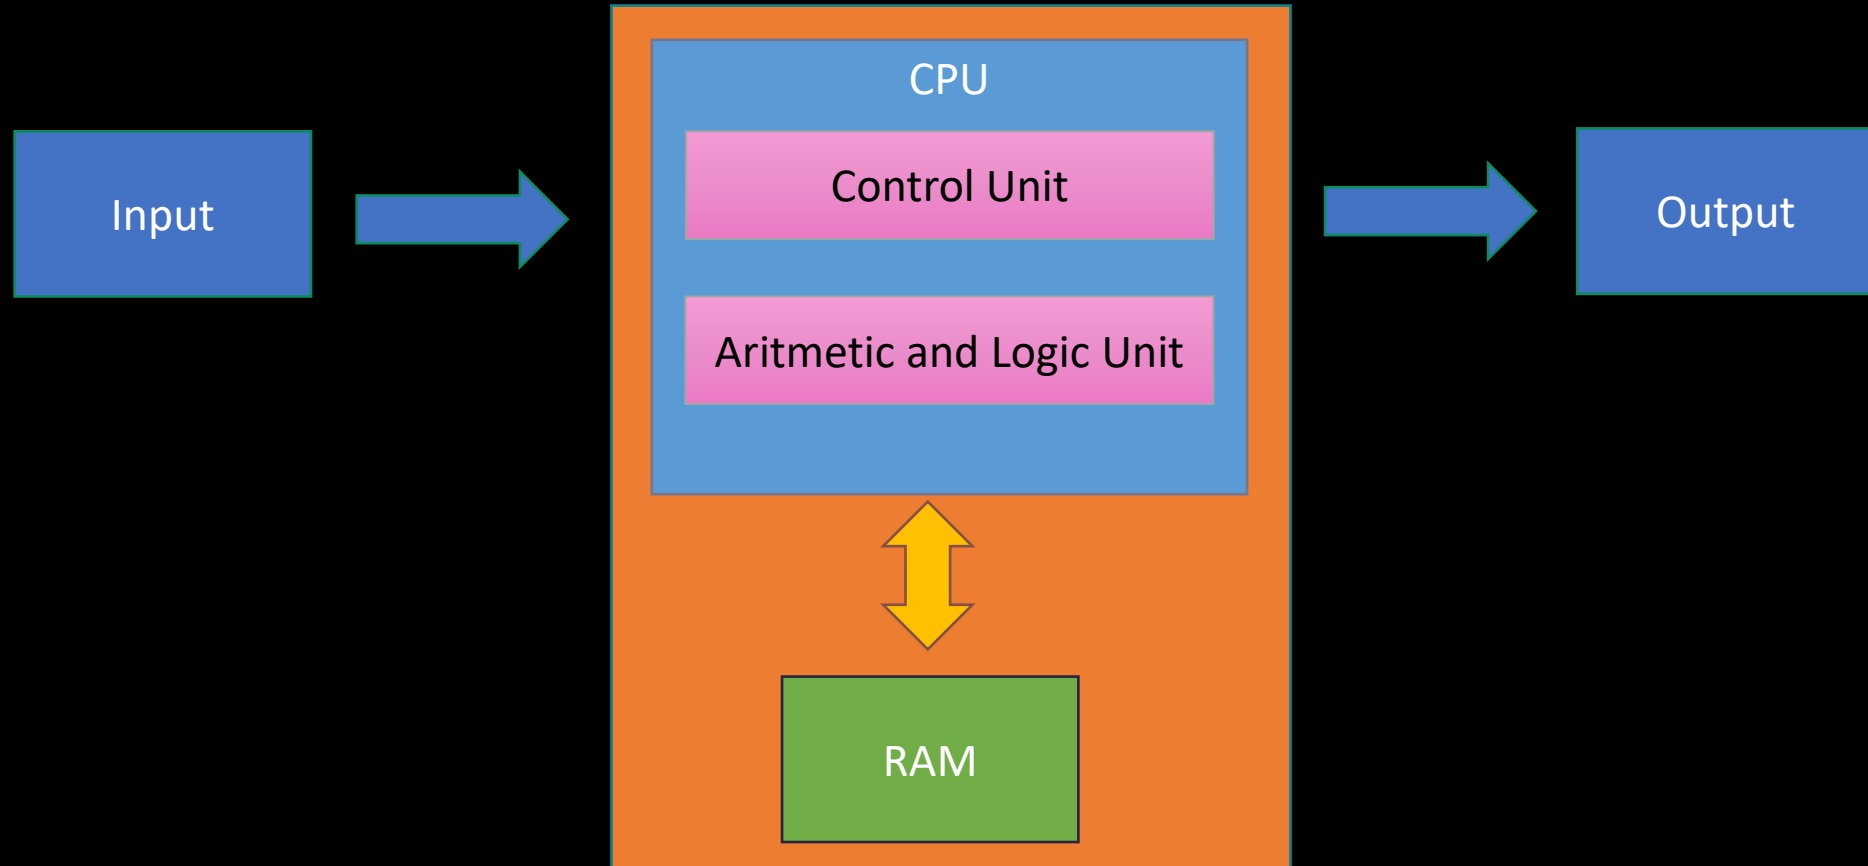 CPU
Input
Control Unit
Output
Aritmetic and Logic Unit
RAM